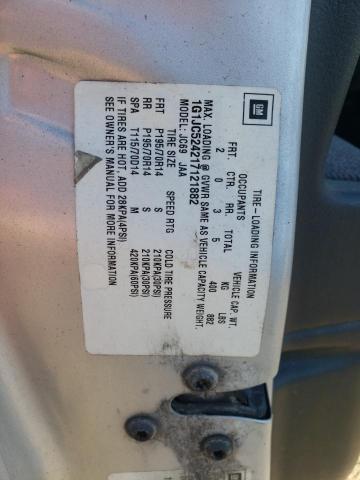 GM
TIRE-LOADING INFORMATION
OCCUPANTS VEHICLE CAP. WT.
FRT. CTR. RR. TOTAL KG LBS
2 0 3 5 400 882
MAX. LOADING @ GVWR SAME AS VEHICLE CAPACITY WEIGHT.
1G1JC524217121882
MODEL: JC69 JAA
TIRE SIZE SPEED RTG COLD TIRE PRESSURE
FRT P195/70R14 S 210KPA(30PSI)
RR P195/70R14 S 210KPA(30PSI)
SPA T115/70D14 M 420KPA(60PSI)
IF TIRES ARE HOT, ADD 28KPA(4PSI)
SEE OWNER'S MANUAL FOR MORE INFORMATION
GM